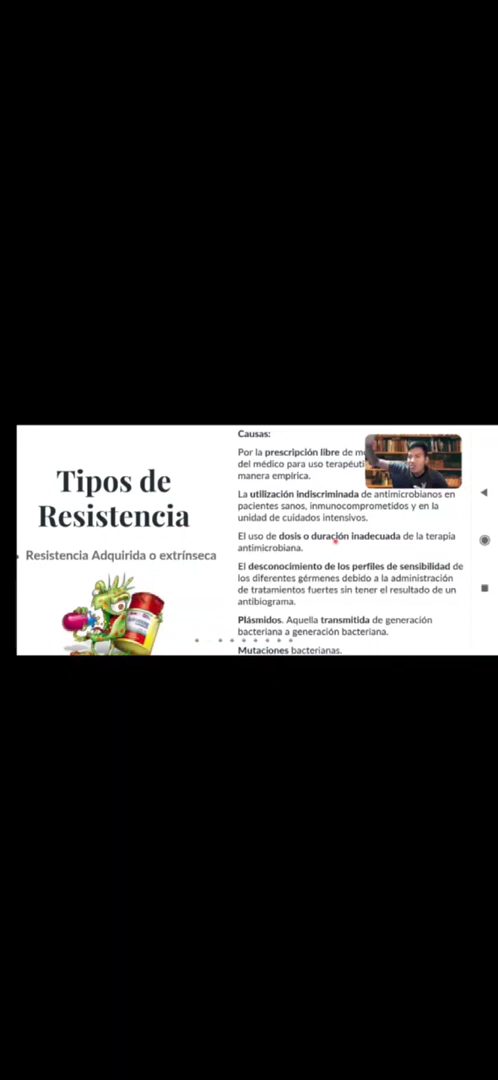 Tipos de
Resistencia
Resistencia Adquirida o extrínseca
Causas:
Por la prescripción libre de
del médico para uso
manera empírica.
La utilización indiscriminada de antimicrobianos en
pacientes sanos, inmunocomprometidos y en la
unidad de cuidados intensivos.
El uso de dosis o duración inadecuada de la terapia
antimicrobiana.
El desconocimiento de los perfiles de sensibilidad de
los diferentes gérmenes debido a la administración
de tratamientos fuertes sin tener el resultado de un
antibiograma.
Plásmidos. Aquella transmitida de generación
bacteriana a generación bacteriana.
Mutaciones bacterianas.